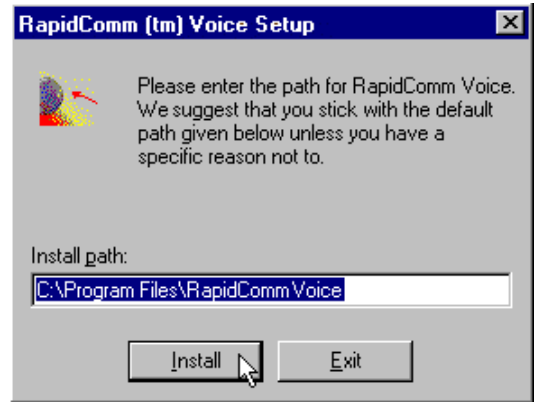 RapidComm (tm) Voice Setup
Please enter the path for RapidComm Voice.
We suggest that you stick with the default
path given below unless you have a
specific reason not to.
Install path:
C:\Program Files\RapidComm Voice
Install
Exit